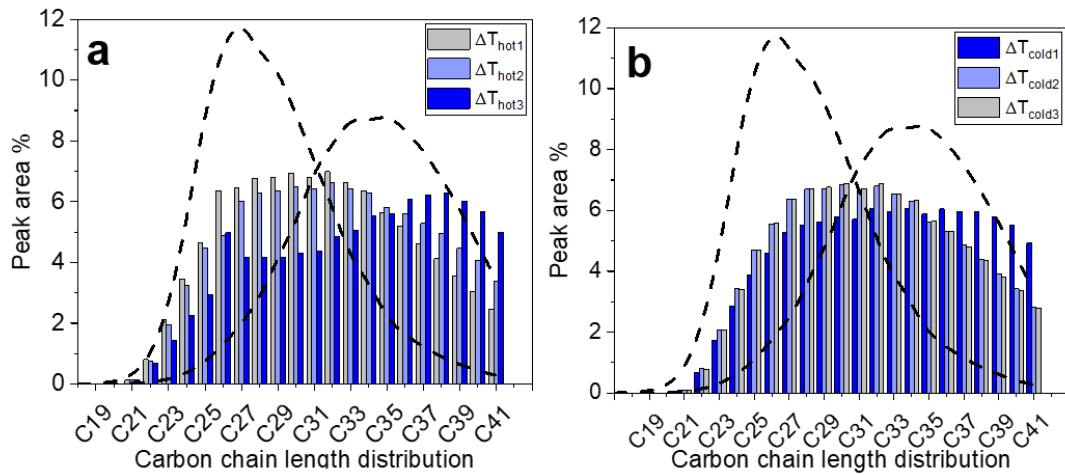 a
ΔThot1
ΔThot2
ΔThot3
Peak area %
12
10
8
6
4
2
0
C19
C21
C23
C25
C27
C29
C31
C33
C35
C37
C39
C41
Carbon chain length distribution
b
ΔTcold1
ΔTcold2
ΔTcold3
Peak area %
12
10
8
6
4
2
0
C19
C21
C23
C25
C27
C29
C31
C33
C35
C37
C39
C41
Carbon chain length distribution